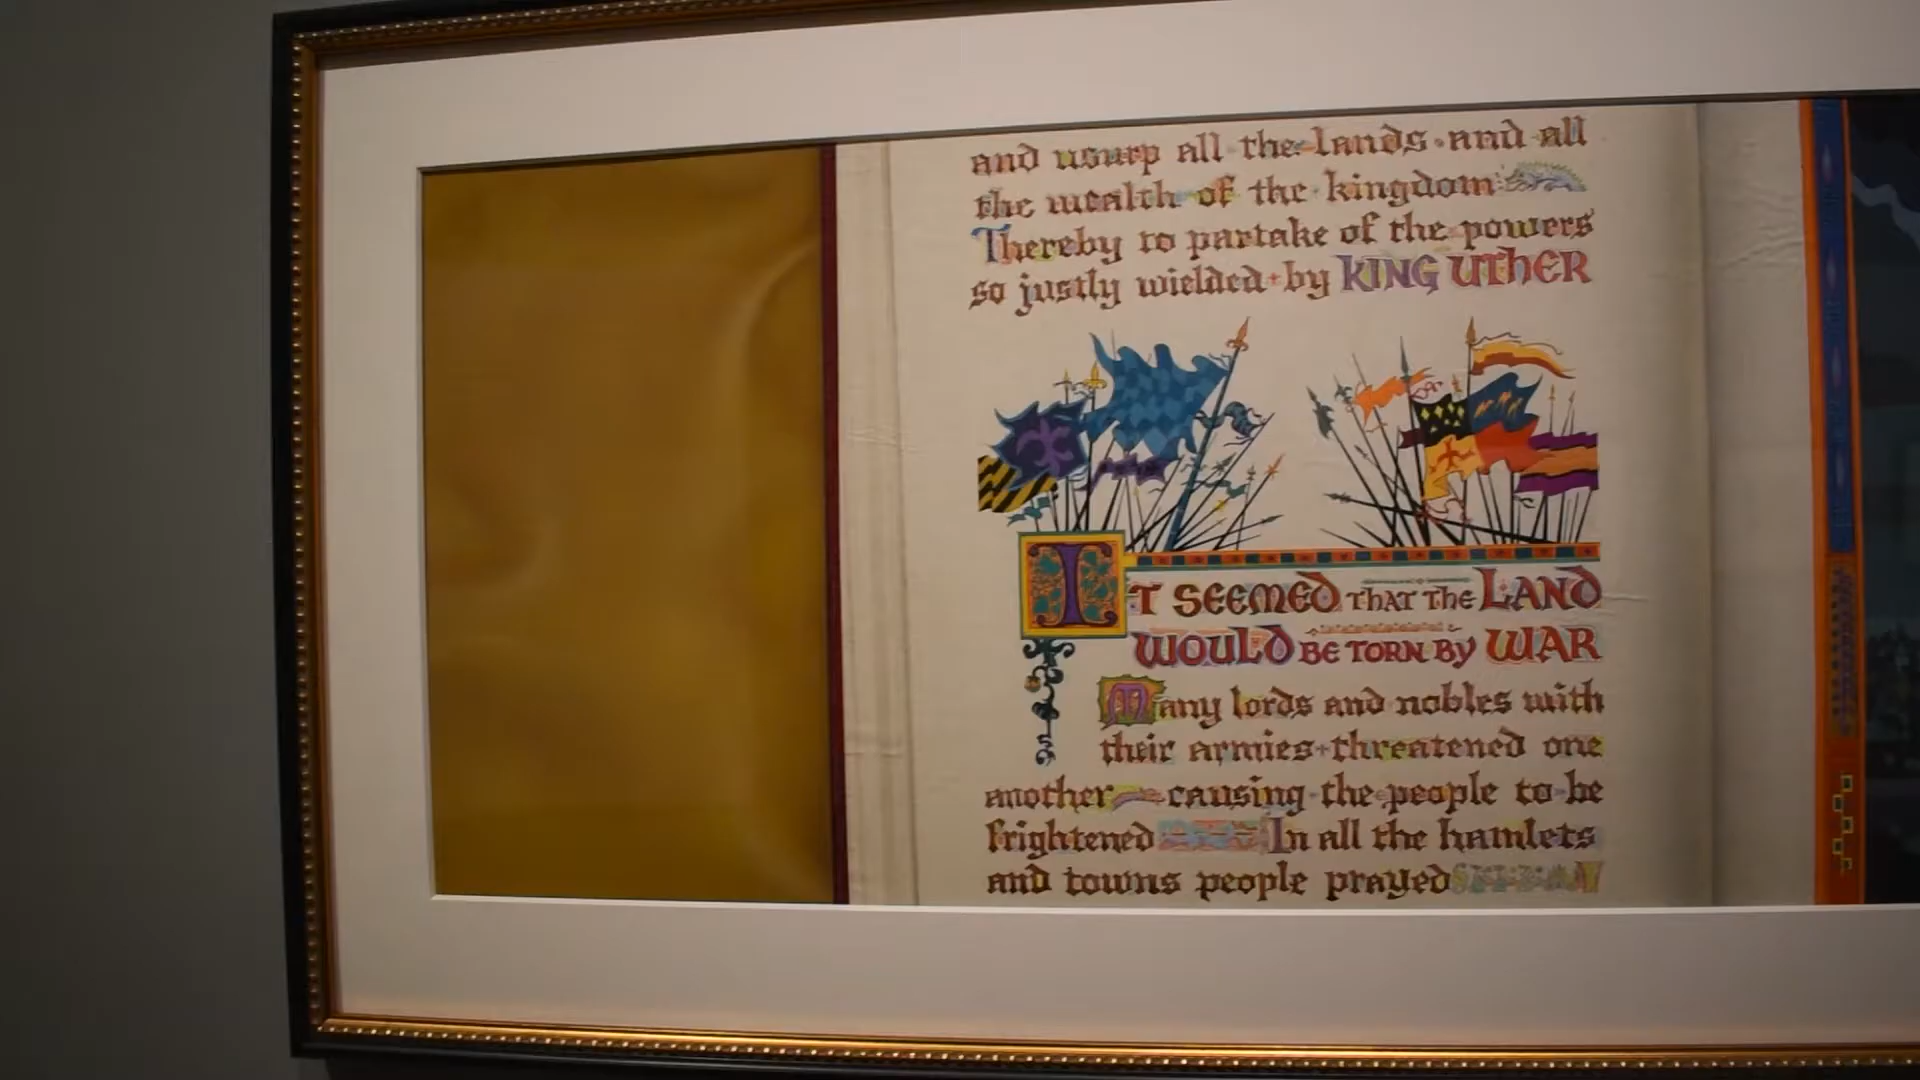 and usurp all the lands and all
the wealth of the kingdom
Thereby to partake of the powers
so justly wielded by KING UTHER
IT SEEMED THAT THE LAND
WOULD BE TORN BY WAR
Many lords and nobles with
their armies threatened one
another causing the people to be
frightened In all the hamlets
and towns people prayed